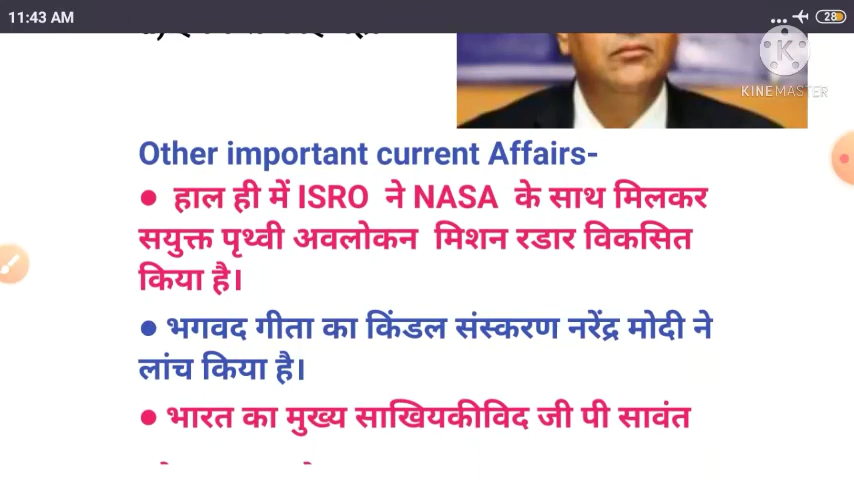 11:43 AM
28
K
KINEMASTER
Other important current Affairs-
● हाल ही में ISRO ने NASA के साथ मिलकर
सयुक्त पृथ्वी अवलोकन मिशन रडार विकसित
किया है।
● भगवद गीता का किंडल संस्करण नरेंद्र मोदी ने
लांच किया है।
● भारत का मुख्य साखियकीविद जी पी सावंत